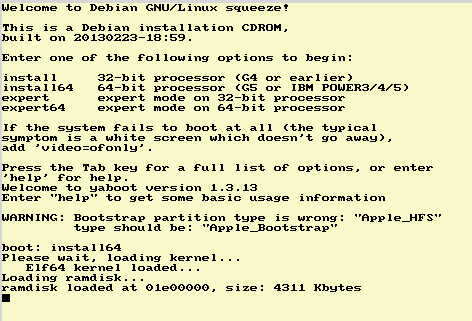 Welcome to Debian GNU/Linux squeeze!
This is a Debian installation CDROM,
built on 20130223-18:59.
Enter one of the following options to begin:
install 32-bit processor (G4 or earlier)
install64 64-bit processor (G5 or IBM POWER3/4/5)
expert expert mode on 32-bit processor
expert64 expert mode on 64-bit processor
If the system fails to boot at all (the typical
symptom is a white screen which doesn't go away),
add 'video=ofonly'.
Press the Tab key for a full list of options, or enter
'help' for help.
Welcome to yaboot version 1.3.13
Enter "help" to get some basic usage information
WARNING: Bootstrap partition type is wrong: "Apple_HFS"
type should be: "Apple_Bootstrap"
boot: install64
Please wait, loading kernel...
Elf64 kernel loaded...
Loading ramdisk...
ramdisk loaded at 01e00000, size: 4311 Kbytes